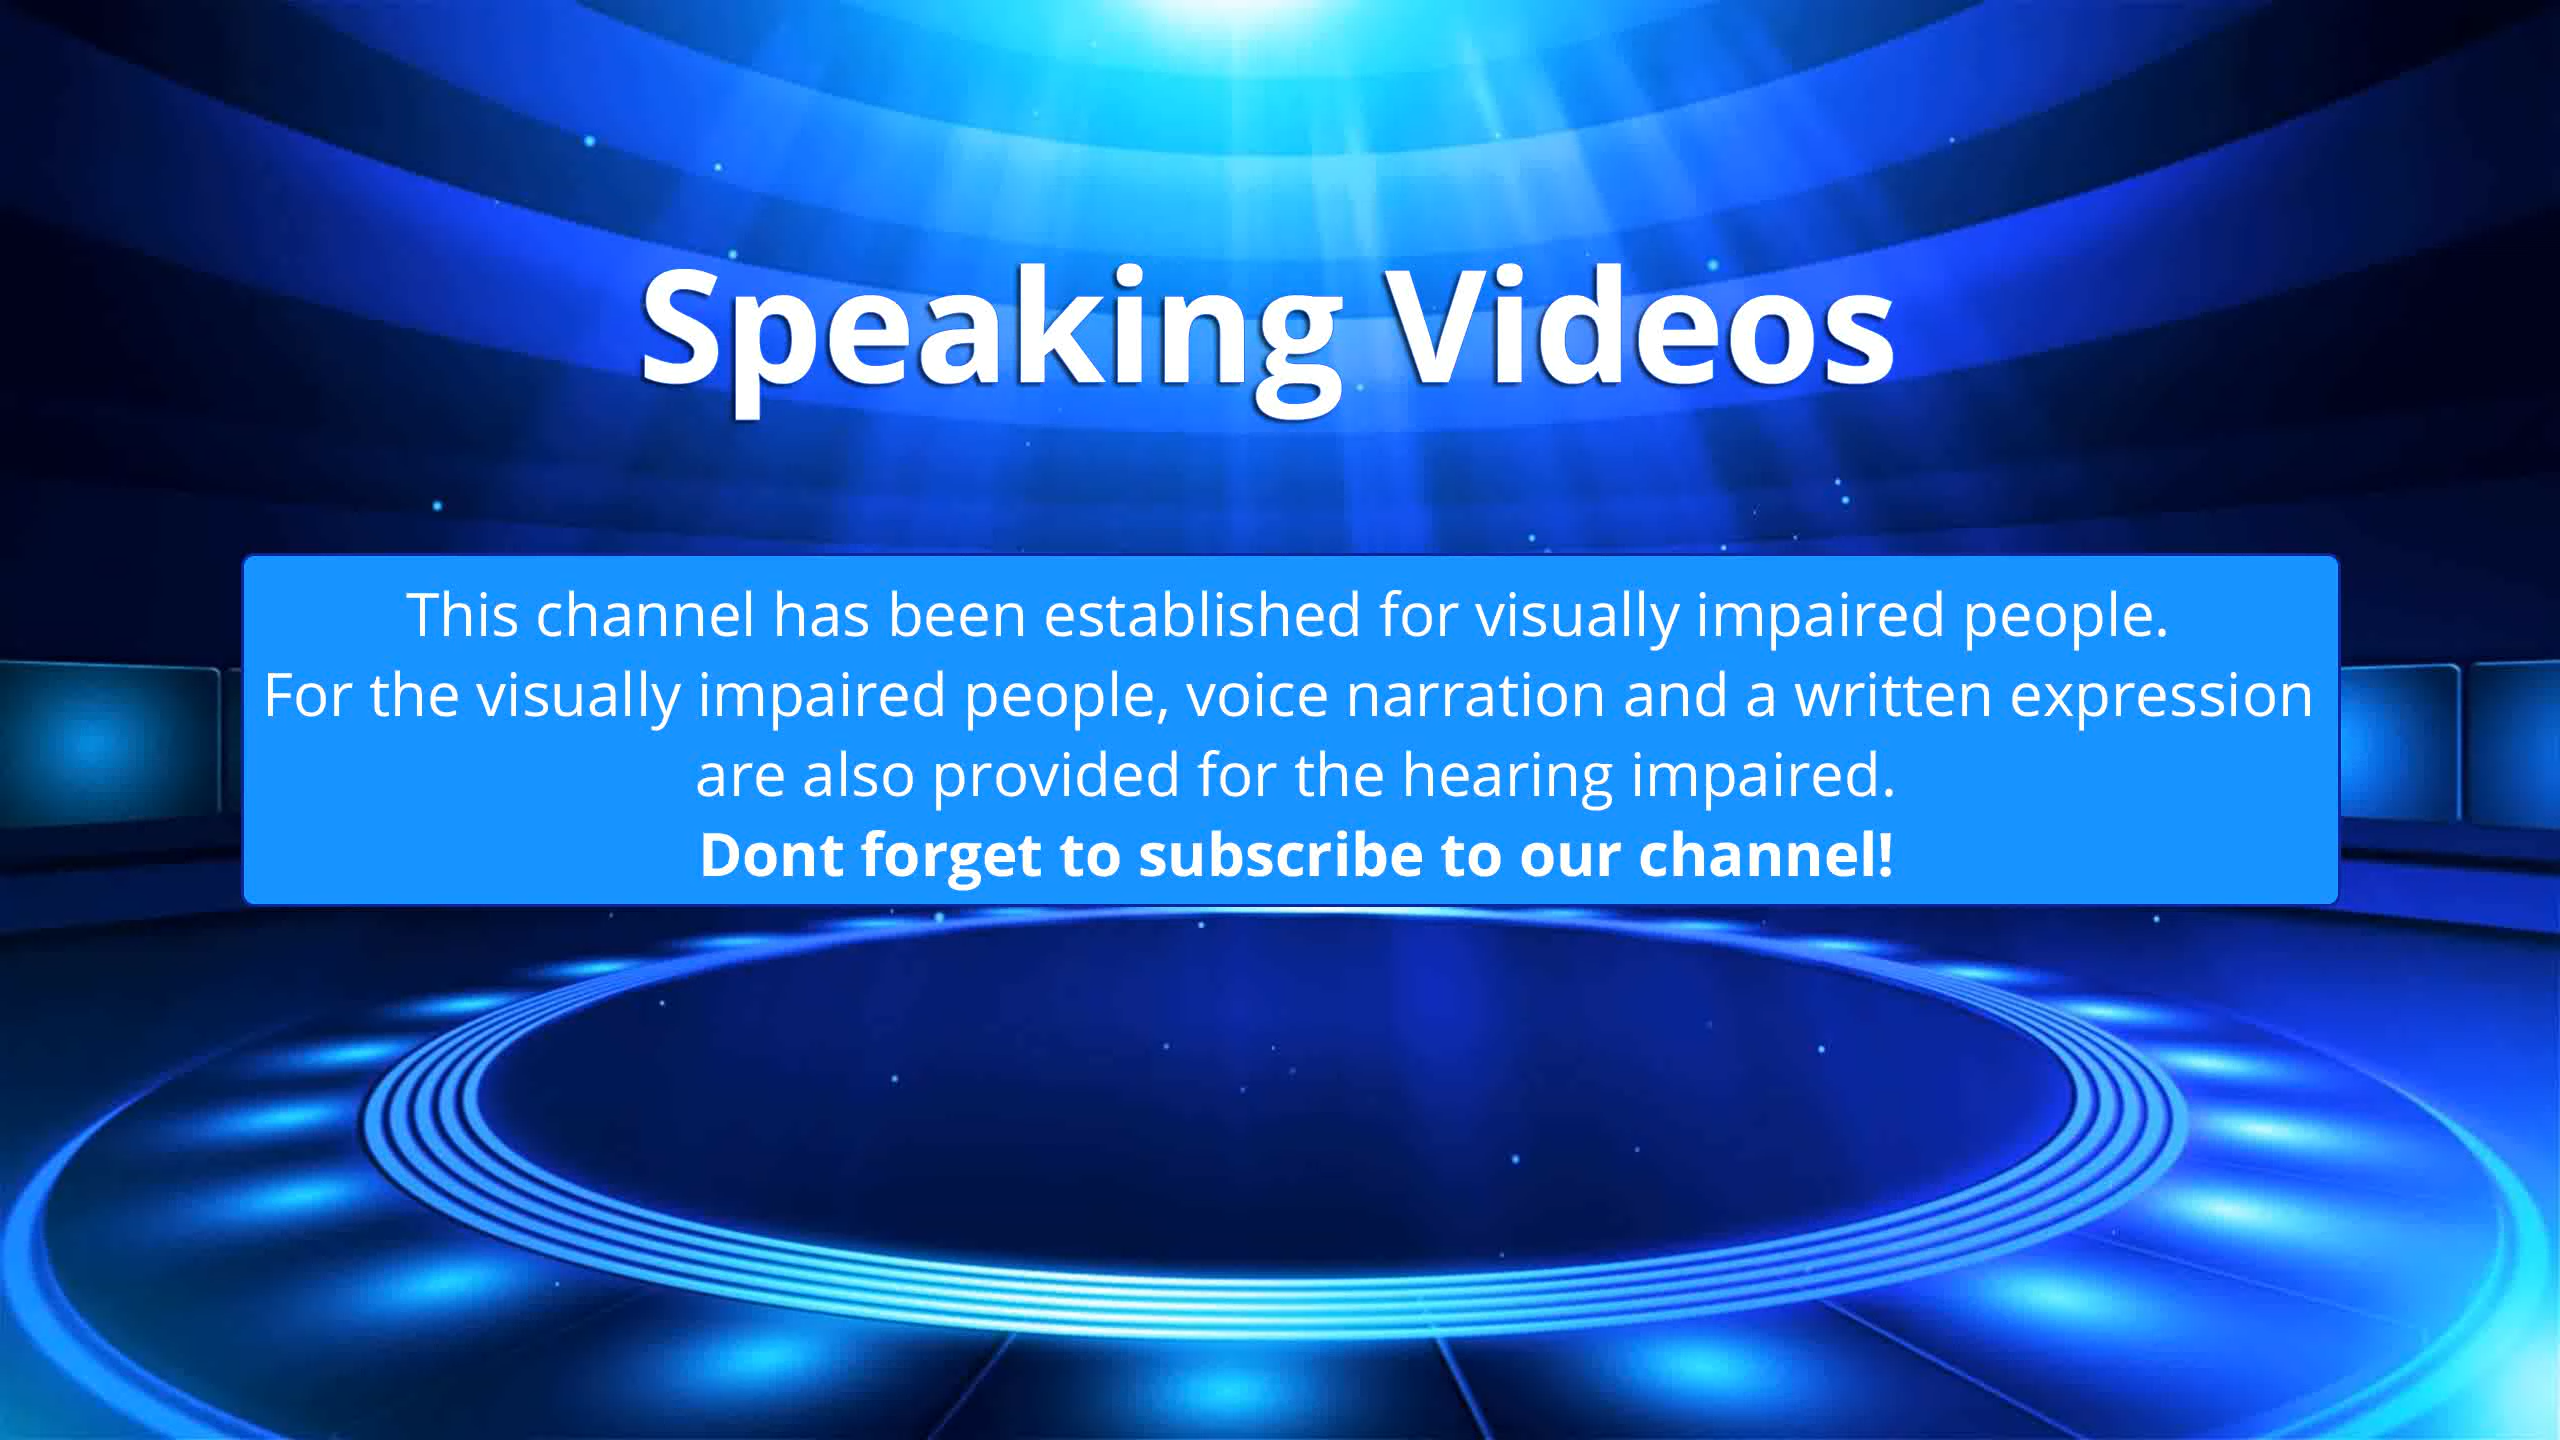 Speaking Videos
This channel has been established for visually impaired people.
For the visually impaired people, voice narration and a written expression
are also provided for the hearing impaired.
Dont forget to subscribe to our channel!